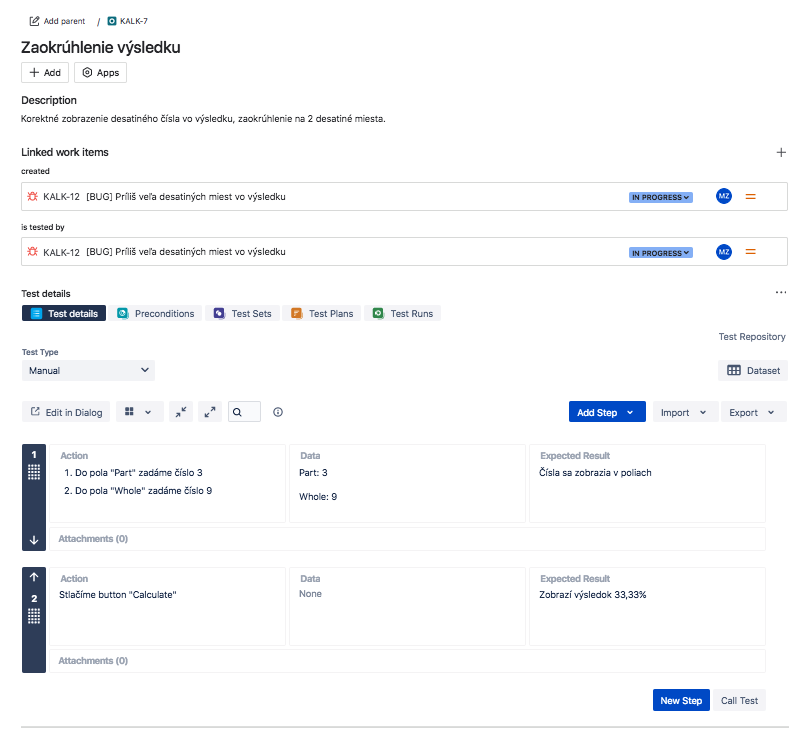 Add parent / KALK-7
Zaokrúhlenie výsledku
Add Apps
Description
Korektné zobrazenie desatiného čísla vo výsledku, zaokrúhlenie na 2 desatiné miesta.
Linked work items
created
KALK-12 [BUG] Príliš veľa desatiných miest vo výsledku IN PROGRESS MZ
is tested by
KALK-12 [BUG] Príliš veľa desatiných miest vo výsledku IN PROGRESS MZ
Test details
Test details Preconditions Test Sets Test Plans Test Runs
Test Repository
Test Type
Manual Dataset
Edit in Dialog Add Step Import Export
1 Action Data Expected Result
1. Do pola "Part" zadáme číslo 3 Part: 3 Čísla sa zobrazia v poliach
2. Do pola "Whole" zadáme číslo 9 Whole: 9
Attachments (0)
2 Action Data Expected Result
Stlačíme button "Calculate" None Zobrazí výsledok 33,33%
Attachments (0)
New Step Call Test